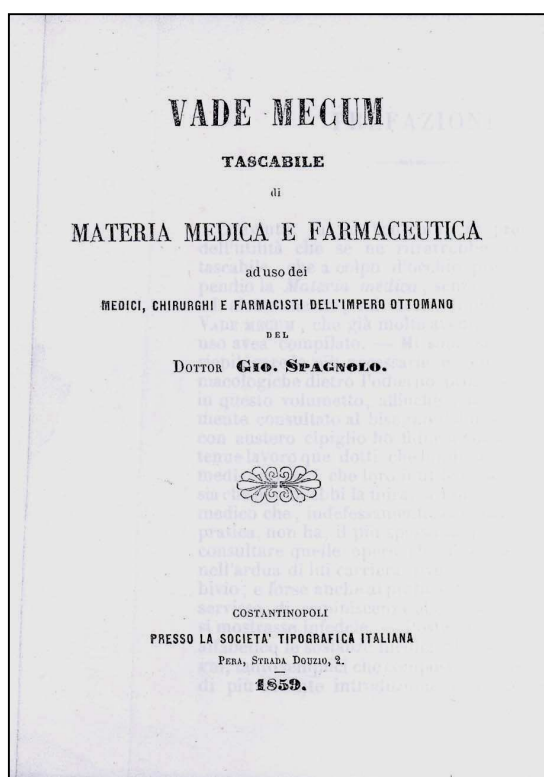 VADE MECUM
TASCABILE
di
MATERIA MEDICA E FARMACEUTICA
ad uso dei
MEDICI, CHIRURGHI E FARMACISTI DELL'IMPERO OTTOMANO
DEL
DOTTOR GIO. SPAGNOLO.
COSTANTINOPOLI
PRESSO LA SOCIETA' TIPOGRAFICA ITALIANA
PERA, STRADA DOUZIO, 2.
1859.